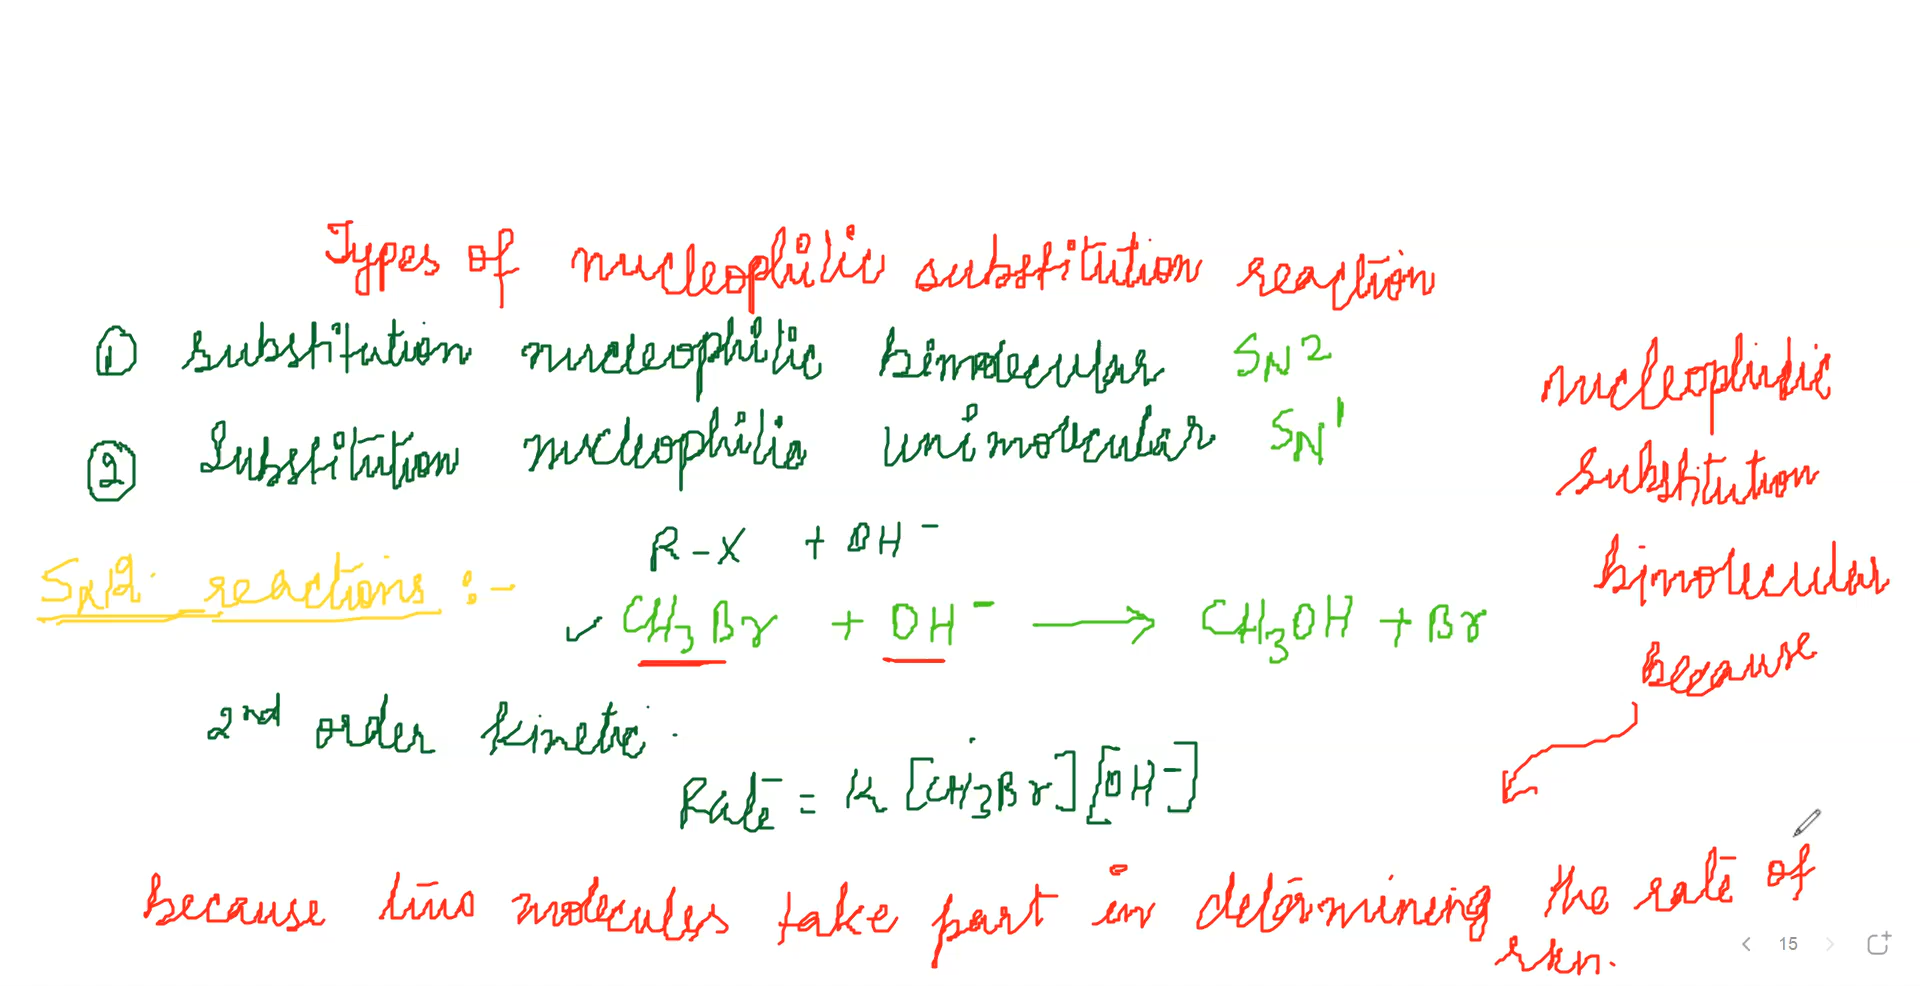 Types of nucleophilic substitution reaction
① substitution nucleophilic bimolecular SN2
② Substitution nucleophilic unimolecular SN1
nucleophilic
substitution
bimolecular
because
R-X + OH⁻
SN2 reactions :-
✓ CH₃Br + OH⁻ → CH₃OH + Br
2nd order kinetic.
Rate = K [CH₃Br][OH⁻]
because two molecules take part in determining the rate of
rxn.
15